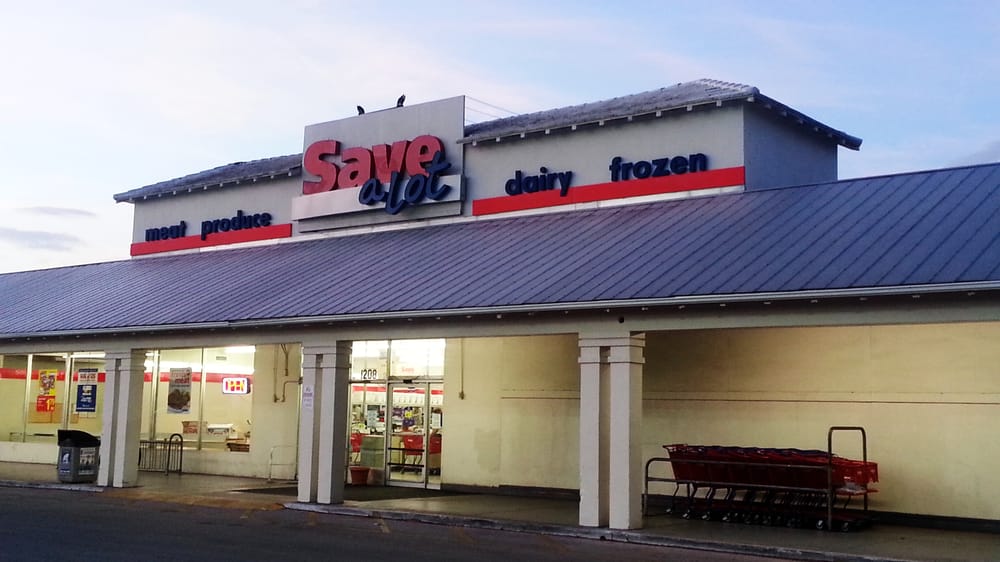 Save
a lot
meat produce
dairy frozen
1208